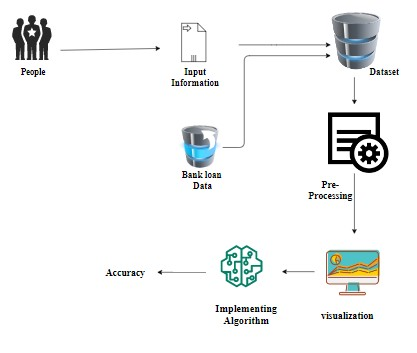 People
Input
Information
Dataset
Bank loan
Data
Pre-
Processing
Accuracy
Implementing
Algorithm
visualization